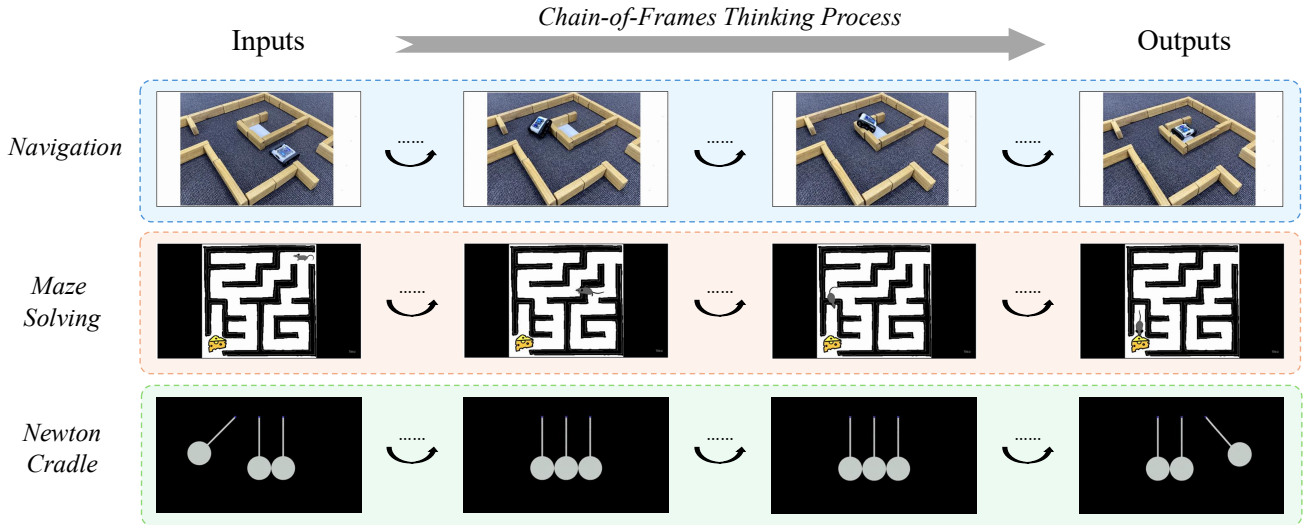 Chain-of-Frames Thinking Process
Inputs
Outputs
Navigation
......
......
......
Maze
Solving
......
......
......
Newton
Cradle
......
......
......